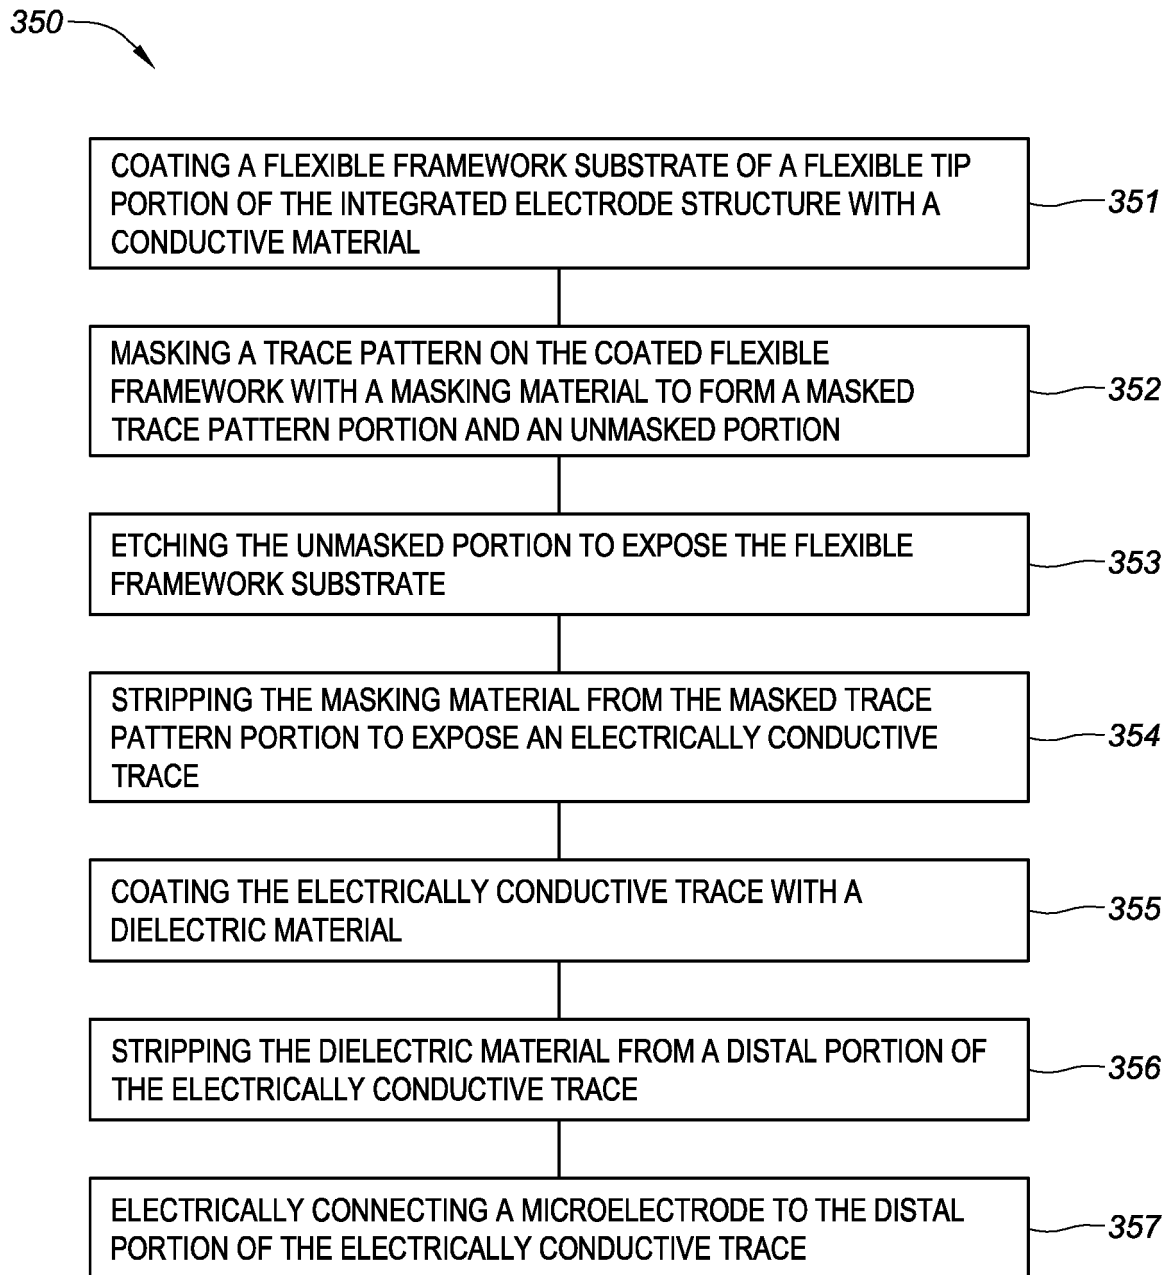 350
COATING A FLEXIBLE FRAMEWORK SUBSTRATE OF A FLEXIBLE TIP
PORTION OF THE INTEGRATED ELECTRODE STRUCTURE WITH A
CONDUCTIVE MATERIAL
351
MASKING A TRACE PATTERN ON THE COATED FLEXIBLE
FRAMEWORK WITH A MASKING MATERIAL TO FORM A MASKED
TRACE PATTERN PORTION AND AN UNMASKED PORTION
352
ETCHING THE UNMASKED PORTION TO EXPOSE THE FLEXIBLE
FRAMEWORK SUBSTRATE
353
STRIPPING THE MASKING MATERIAL FROM THE MASKED TRACE
PATTERN PORTION TO EXPOSE AN ELECTRICALLY CONDUCTIVE
TRACE
354
COATING THE ELECTRICALLY CONDUCTIVE TRACE WITH A
DIELECTRIC MATERIAL
355
STRIPPING THE DIELECTRIC MATERIAL FROM A DISTAL PORTION OF
THE ELECTRICALLY CONDUCTIVE TRACE
356
ELECTRICALLY CONNECTING A MICROELECTRODE TO THE DISTAL
PORTION OF THE ELECTRICALLY CONDUCTIVE TRACE
357